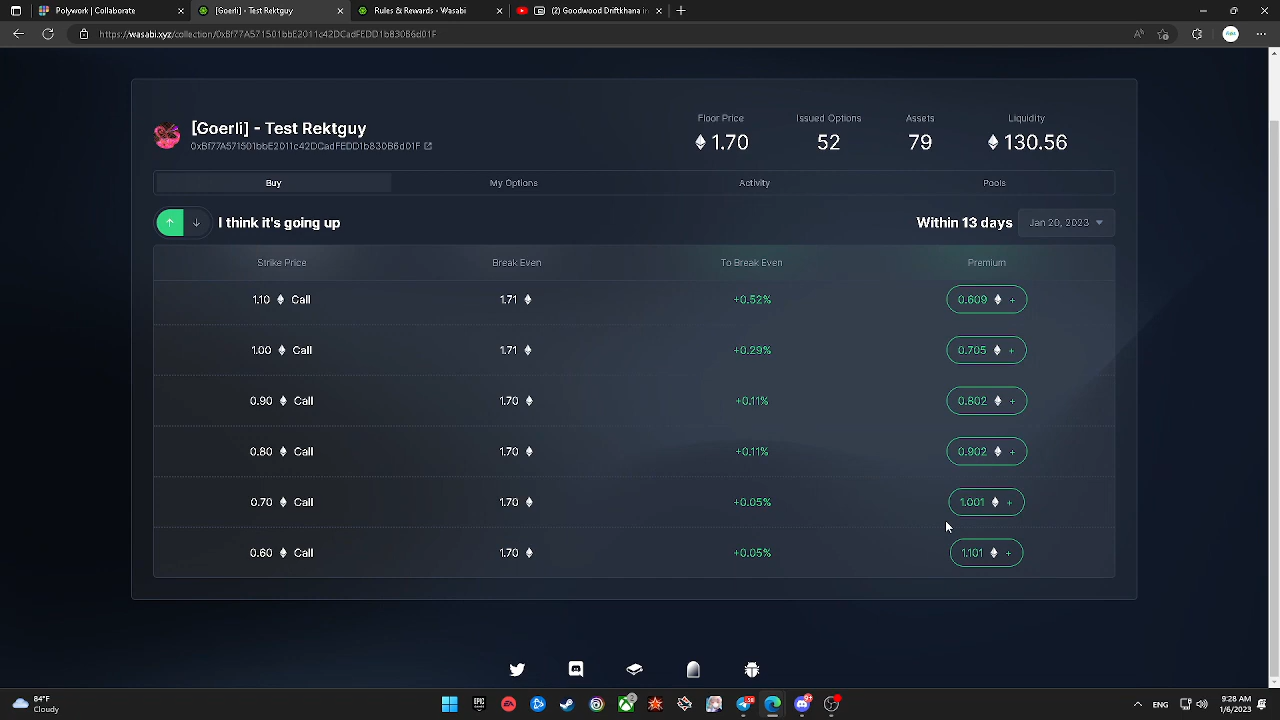 Polywork | Collaborate
[Goerli] - Test Rektguy
Rules & Rewards - Wasabi
(2) Goodwood Driftkhana in
https://wasabi.xyz/collection/0xBf77A571501bbE2011c42DCadFEDD1b830B6d01F
[Goerli] - Test Rektguy
0xBf77A571501bbE2011c42DCadFEDD1b830B6d01F
Floor Price
1.70
Issued Options
52
Assets
79
Liquidity
130.56
Buy
My Options
Activity
Pools
I think it's going up
Within 13 days
Jan 20, 2023
Strike Price Break Even To Break Even Premium
1.10 Call 1.71 +0.52% 0.609 +
1.00 Call 1.71 +0.29% 0.705 +
0.90 Call 1.70 +0.11% 0.802 +
0.80 Call 1.70 +0.11% 0.902 +
0.70 Call 1.70 +0.05% 1.001 +
0.60 Call 1.70 +0.05% 1.101 +
84°F
Cloudy
ENG
9:28 AM
1/6/2023